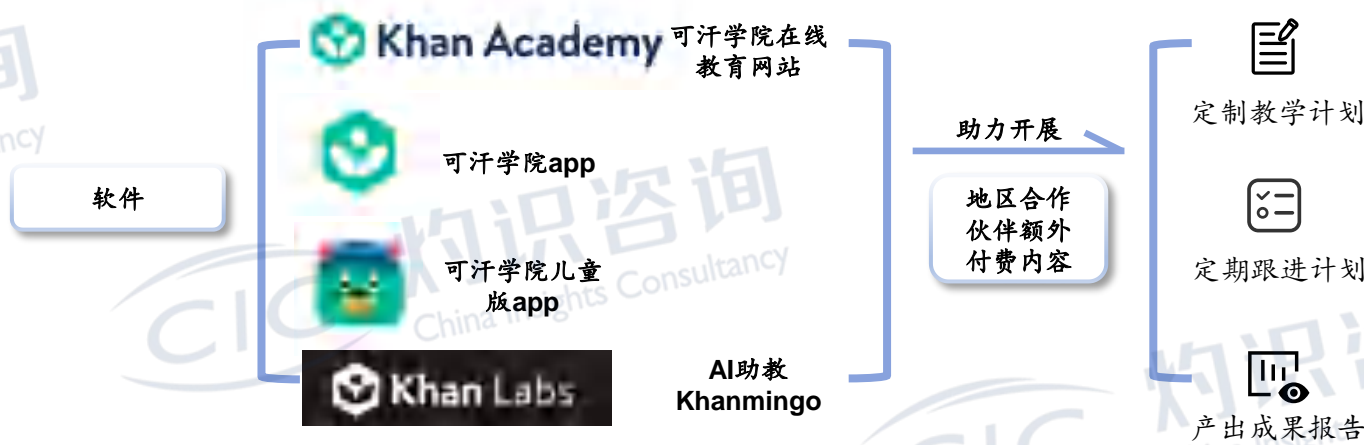 软件
Khan Academy
可汗学院在线
教育网站
可汗学院app
可汗学院儿童
版app
Khan Labs
AI助教
Khanmingo
助力开展
地区合作
伙伴额外
付费内容
定制教学计划
定期跟进计划
产出成果报告
CIC 灼识咨询
China Insights Consultancy